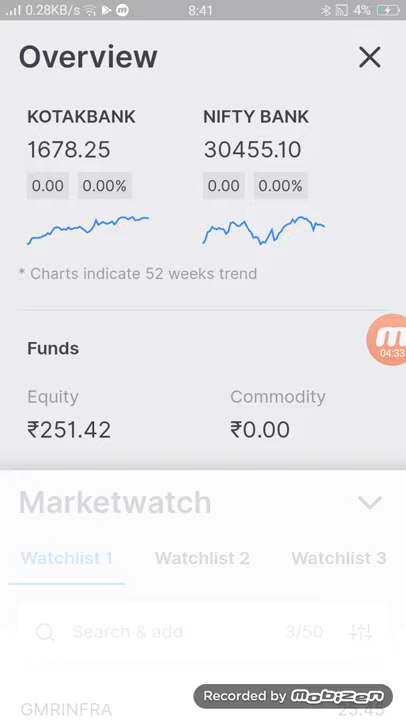 0.28KB/s 8:41 4%
Overview
KOTAKBANK NIFTY BANK
1678.25 30455.10
0.00 0.00% 0.00 0.00%
* Charts indicate 52 weeks trend
Funds
04:33
Equity Commodity
₹251.42 ₹0.00
Marketwatch
Watchlist 1 Watchlist 2 Watchlist 3
Search & add 3/50
GMRINFRA
Recorded by mobizen